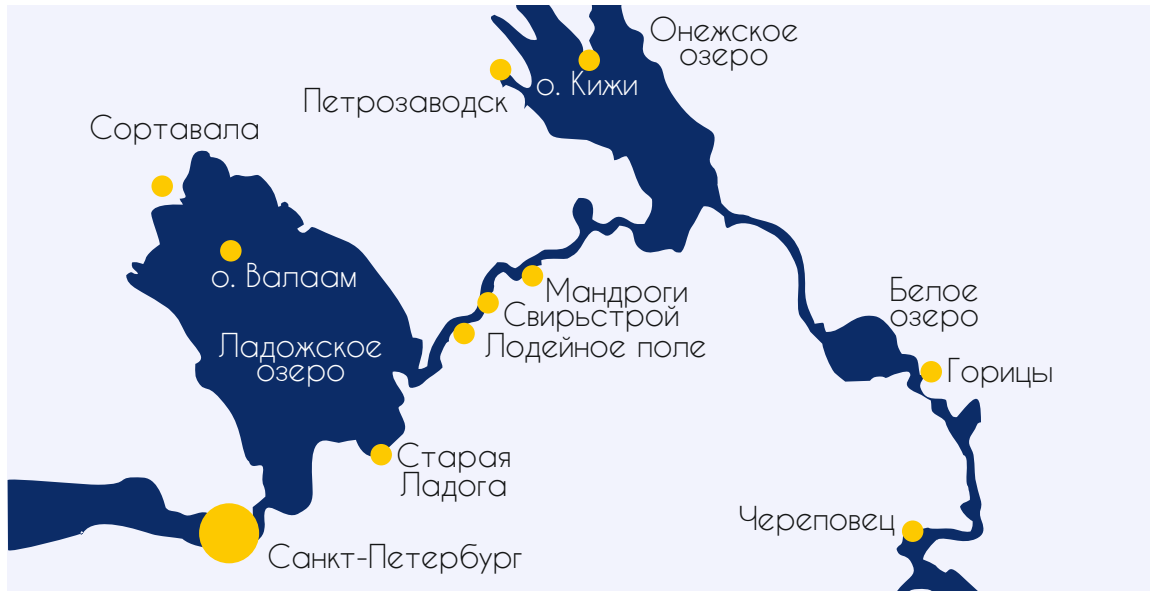 Онежское
озеро
о. Кижи
Петрозаводск
Сортавала
о. Валаам
Мандроги
Белое
озеро
Свирьстрой
Ладожское
озеро
Лодейное поле
Горицы
Старая
Ладога
Череповец
Санкт-Петербург